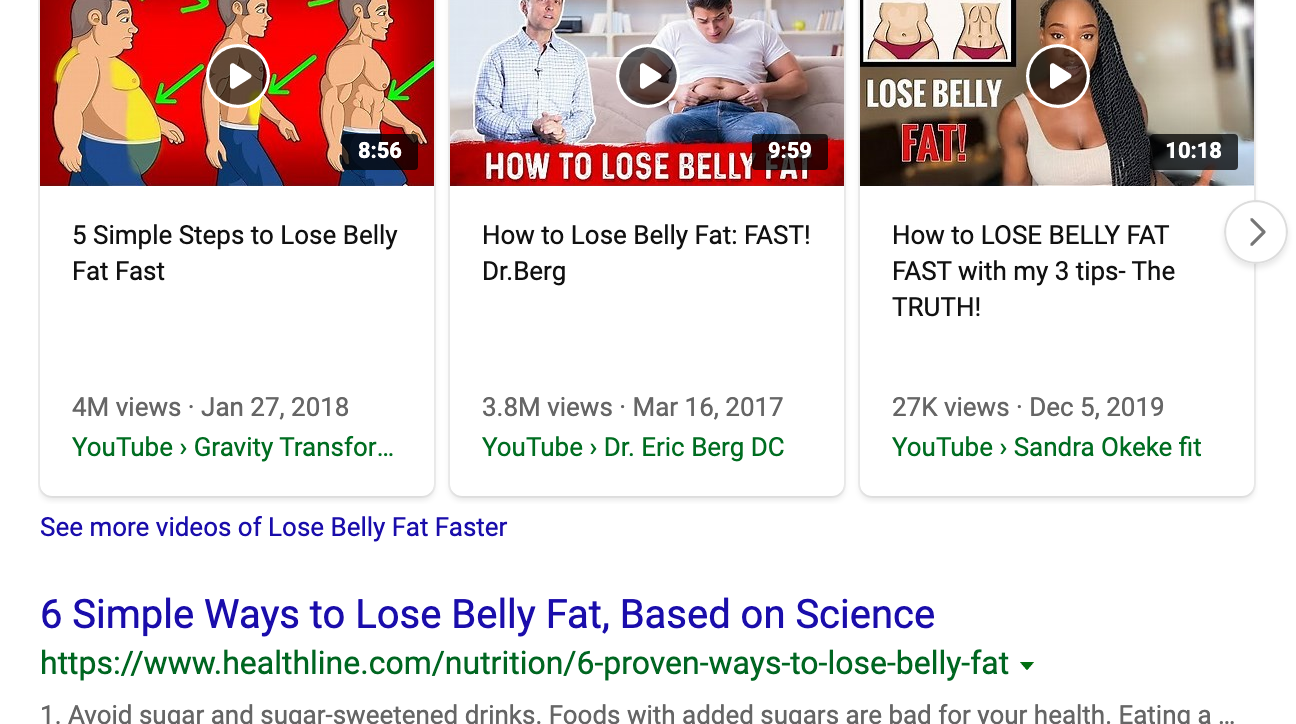 8:56
HOW TO LOSE BELLY FAT
9:59
LOSE BELLY
FAT!
10:18
5 Simple Steps to Lose Belly
Fat Fast
4M views · Jan 27, 2018
YouTube › Gravity Transfor...
How to Lose Belly Fat: FAST!
Dr.Berg
3.8M views · Mar 16, 2017
YouTube › Dr. Eric Berg DC
How to LOSE BELLY FAT
FAST with my 3 tips- The
TRUTH!
27K views · Dec 5, 2019
YouTube › Sandra Okeke fit
See more videos of Lose Belly Fat Faster
6 Simple Ways to Lose Belly Fat, Based on Science
https://www.healthline.com/nutrition/6-proven-ways-to-lose-belly-fat
1. Avoid sugar and sugar-sweetened drinks. Foods with added sugars are bad for your health. Eating a ...